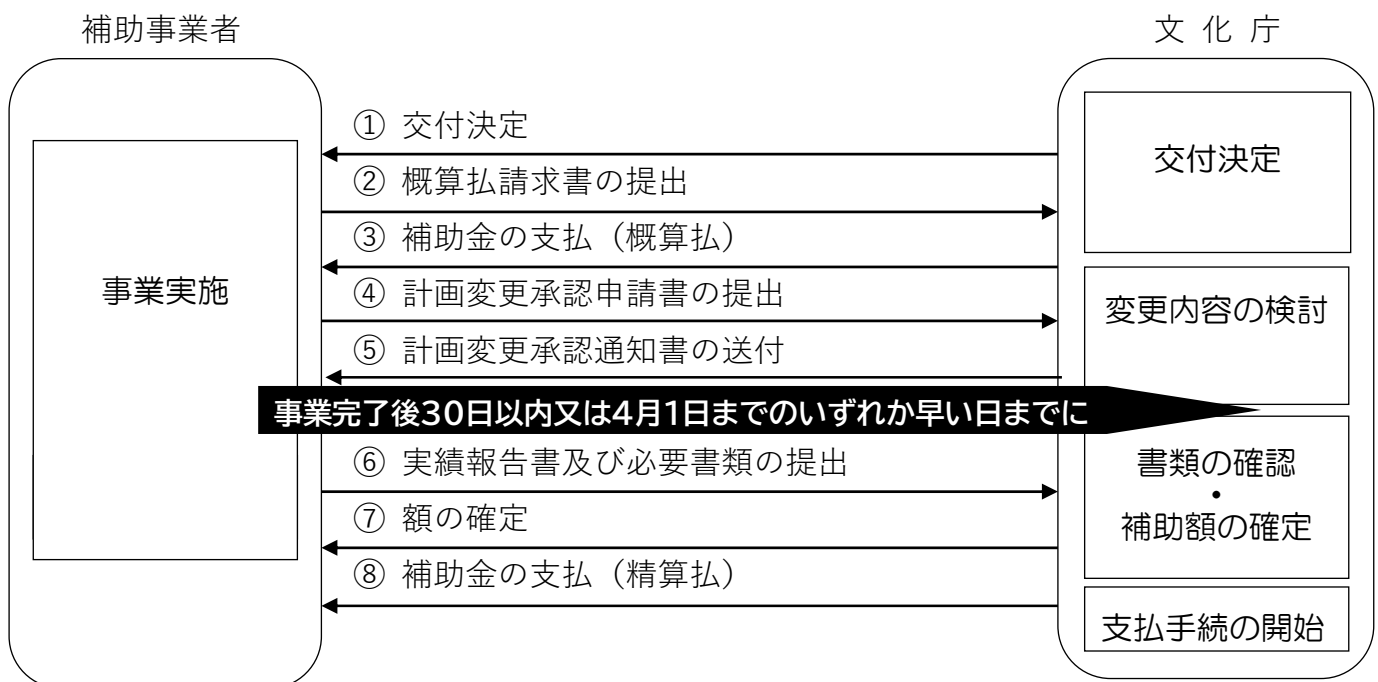 補助事業者
文 化 庁
① 交付決定
交付決定
② 概算払請求書の提出
③ 補助金の支払（概算払）
事業実施
④ 計画変更承認申請書の提出
変更内容の検討
⑤ 計画変更承認通知書の送付
事業完了後30日以内又は4月1日までのいずれか早い日までに
⑥ 実績報告書及び必要書類の提出
書類の確認
・
補助額の確定
⑦ 額の確定
⑧ 補助金の支払（精算払）
支払手続の開始